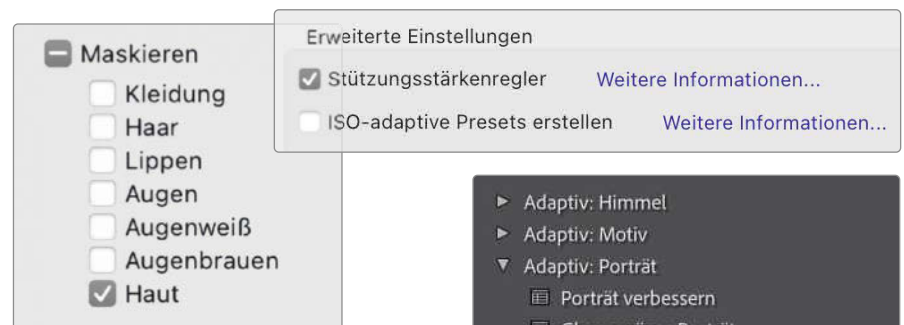 Maskieren
Kleidung
Haar
Lippen
Augen
Augenweiß
Augenbrauen
Haut
Erweiterte Einstellungen
Stützungsstärkenregler Weitere Informationen...
ISO-adaptive Presets erstellen Weitere Informationen...
Adaptiv: Himmel
Adaptiv: Motiv
Adaptiv: Porträt
Porträt verbessern